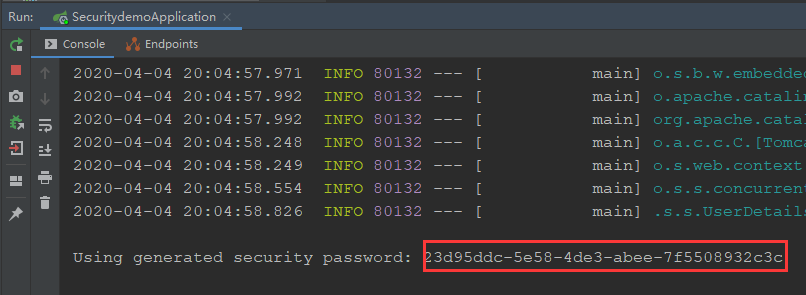 Run: SecuritydemoApplication ×
Console Endpoints
2020-04-04 20:04:57.971 INFO 80132 --- [ main] o.s.b.w.embedded
2020-04-04 20:04:57.992 INFO 80132 --- [ main] o.apache.catalin
2020-04-04 20:04:57.992 INFO 80132 --- [ main] org.apache.catal
2020-04-04 20:04:58.248 INFO 80132 --- [ main] o.a.c.c.C.[Tomca
2020-04-04 20:04:58.249 INFO 80132 --- [ main] o.s.web.context
2020-04-04 20:04:58.554 INFO 80132 --- [ main] o.s.s.concurrent
2020-04-04 20:04:58.826 INFO 80132 --- [ main] .s.s.UserDetails
Using generated security password: 23d95ddc-5e58-4de3-abee-7f5508932c3c